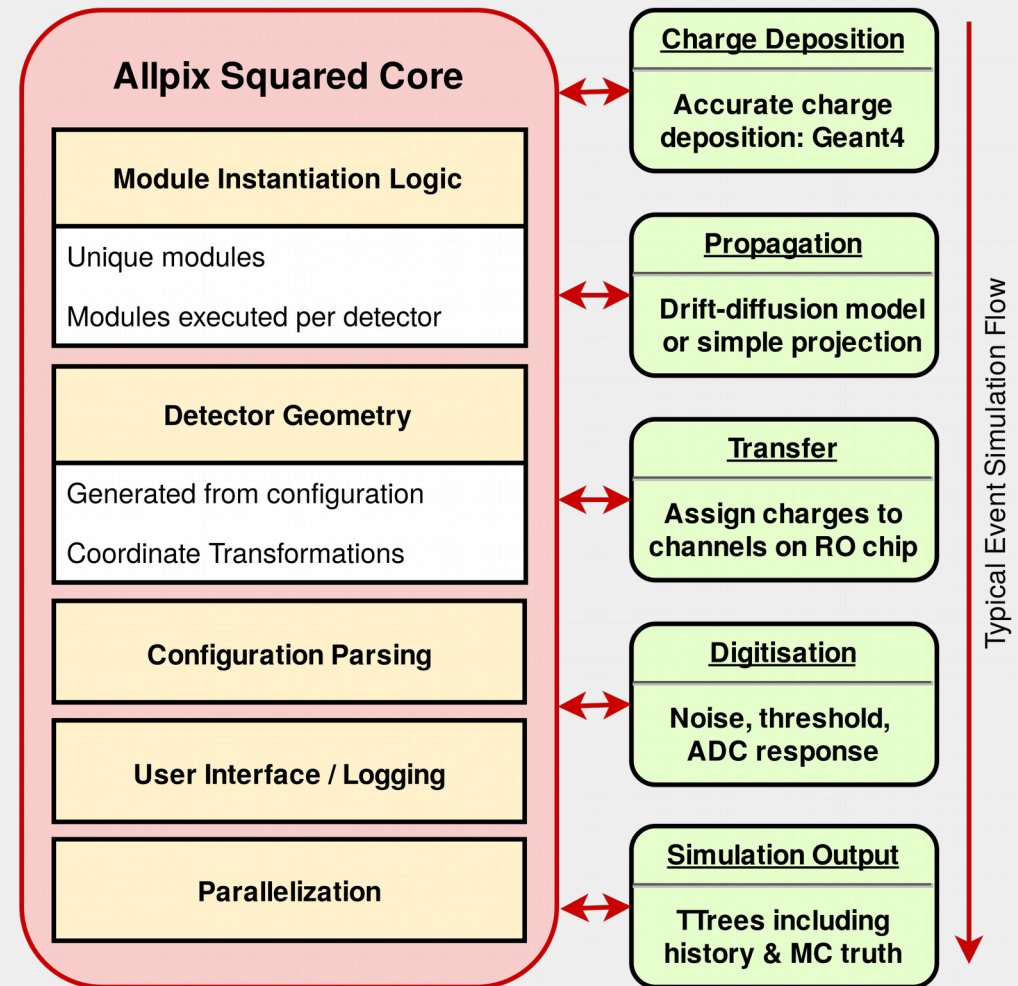 Allpix Squared Core
Module Instantiation Logic
Unique modules
Modules executed per detector
Detector Geometry
Generated from configuration
Coordinate Transformations
Configuration Parsing
User Interface / Logging
Parallelization
Charge Deposition
Accurate charge
deposition: Geant4
Propagation
Drift-diffusion model
or simple projection
Transfer
Assign charges to
channels on RO chip
Digitisation
Noise, threshold,
ADC response
Simulation Output
TTrees including
history & MC truth
Typical Event Simulation Flow